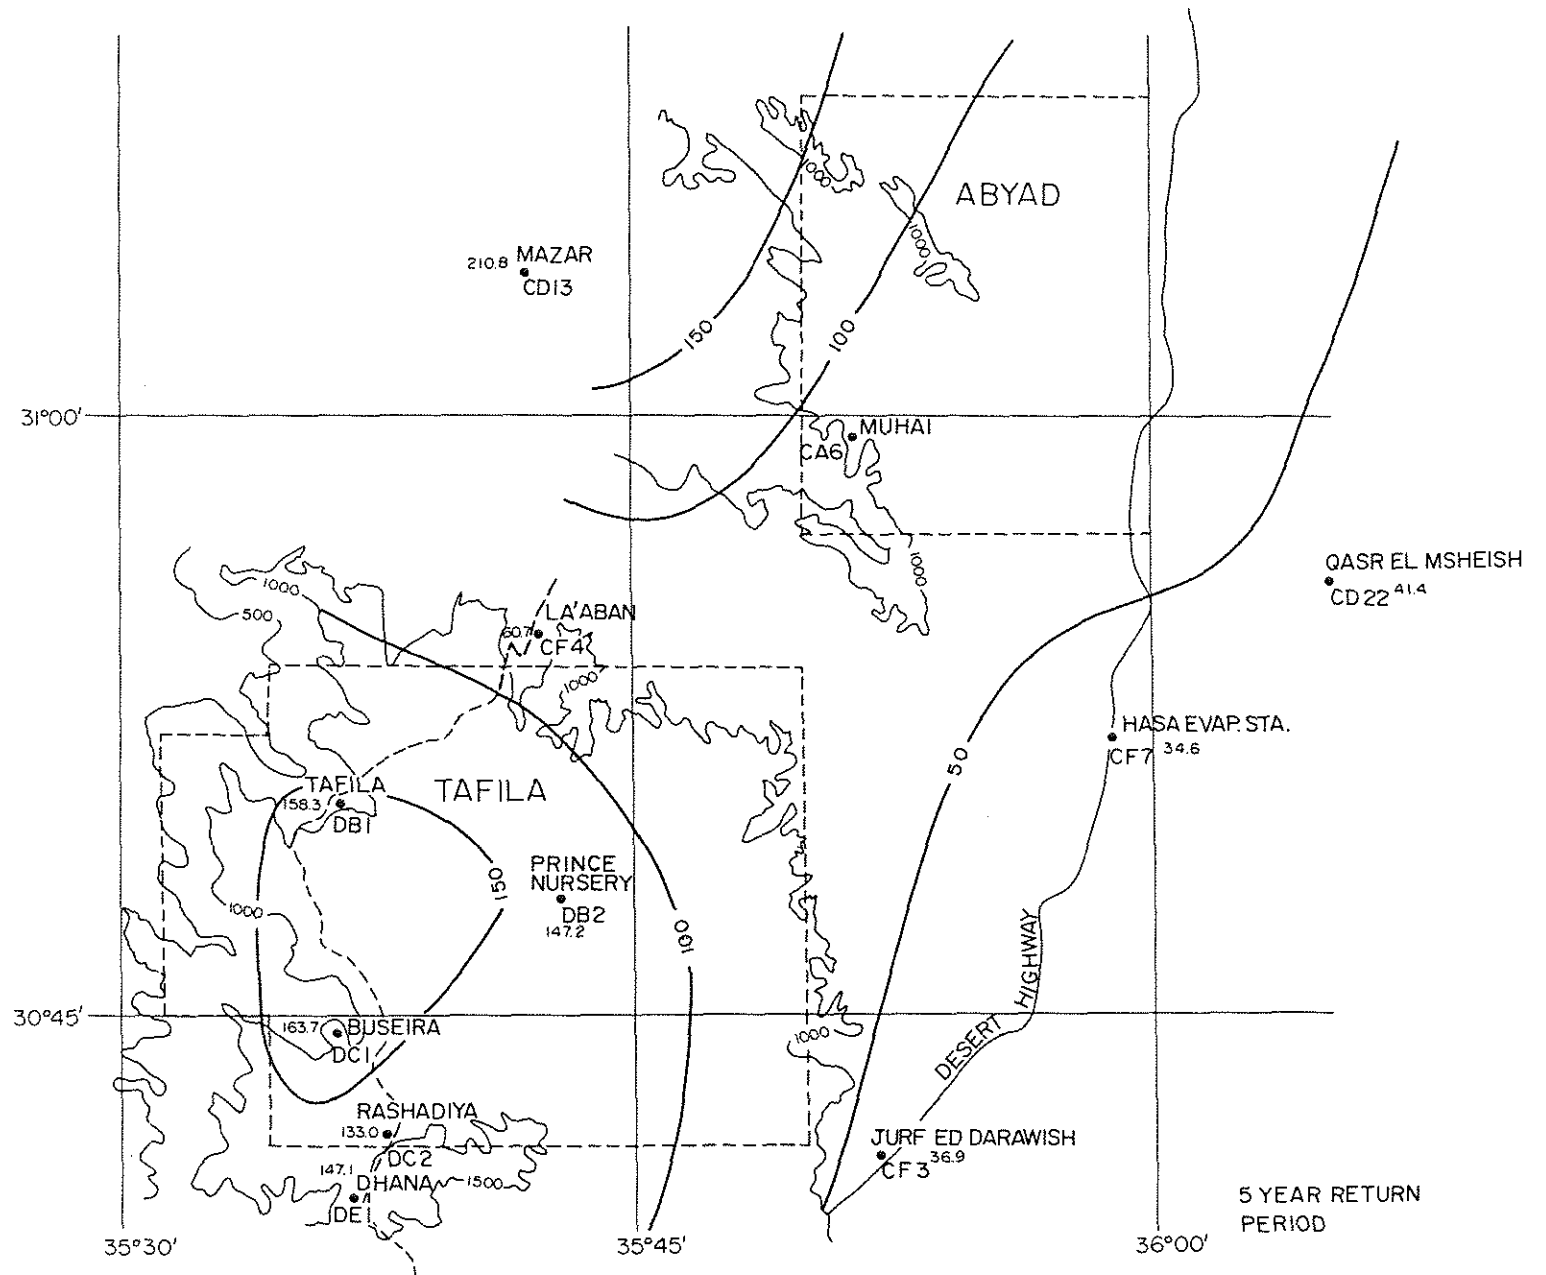 ABYAD
1000
1000
210.8 MAZAR
CD13
150
100
31°00'
MUHAI
CA6
1000
QASR EL MSHEISH
CD22 41.4
1000
500
LA'ABAN
60.7
CF4
1000
HASA EVAP. STA.
CF7 34.6
50
TAFILA
158.3
DB1
TAFILA
PRINCE
NURSERY
DB2
147.2
150
1000
100
DESERT HIGHWAY
30°45'
163.7 BUSEIRA
DC1
1000
RASHADIYA
133.0
DC2
147.1
DHANA
1500
DE1
JURF ED DARAWISH
CF3 36.9
5 YEAR RETURN
PERIOD
35°30'
35°45'
36°00'